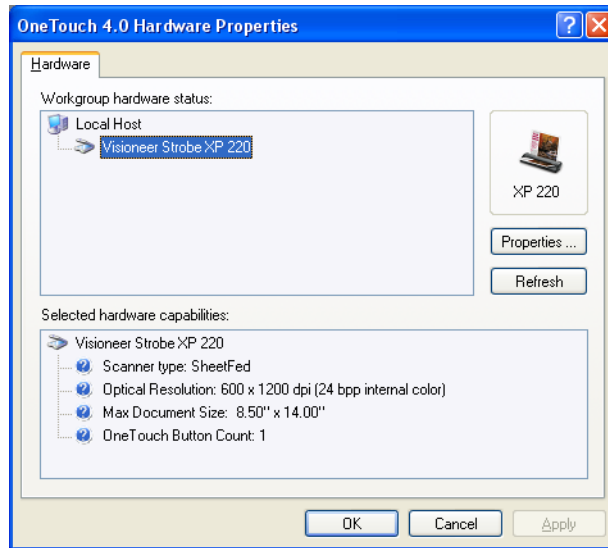 OneTouch 4.0 Hardware Properties
Hardware
Workgroup hardware status:
Local Host
Visioneer Strobe XP 220
XP 220
Properties ...
Refresh
Selected hardware capabilities:
Visioneer Strobe XP 220
Scanner type: SheetFed
Optical Resolution: 600 x 1200 dpi (24 bpp internal color)
Max Document Size: 8.50" x 14.00"
OneTouch Button Count: 1
OK Cancel Apply